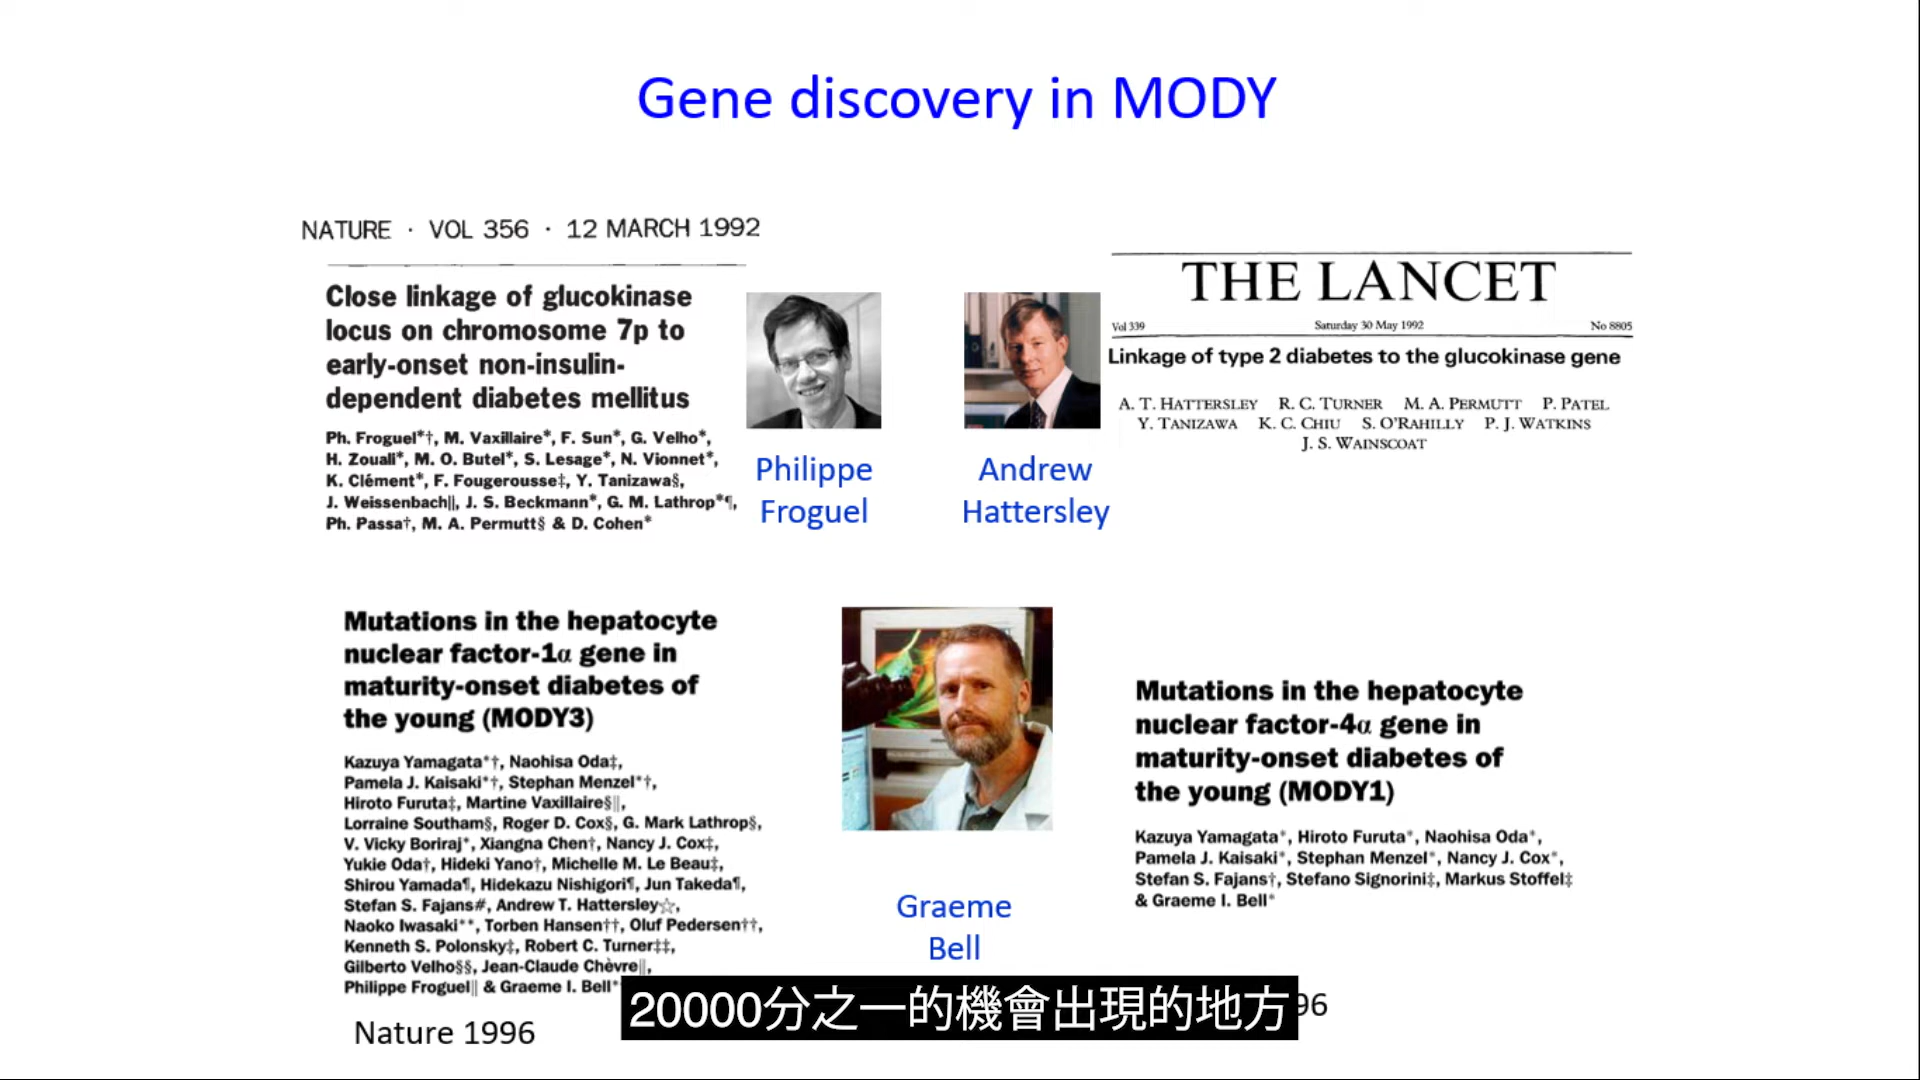 Gene discovery in MODY
NATURE · VOL 356 · 12 MARCH 1992
Close linkage of glucokinase
locus on chromosome 7p to
early-onset non-insulin-
dependent diabetes mellitus
Ph. Froguel*†, M. Vaxillaire*, F. Sun*, G. Velho*,
H. Zouali*, M. O. Butel*, S. Lesage*, N. Vionnet*,
K. Clément*, F. Fougerousse‡, Y. Tanizawa§,
J. Weissenbach||, J. S. Beckmann*, G. M. Lathrop*¶,
Ph. Passa†, M. A. Permutt§ & D. Cohen*
Philippe
Froguel
Andrew
Hattersley
THE LANCET
Vol 339 Saturday 30 May 1992 No 8805
Linkage of type 2 diabetes to the glucokinase gene
A. T. HATTERSLEY R. C. TURNER M. A. PERMUTT P. PATEL
Y. TANIZAWA K. C. CHIU S. O'RAHILLY P. J. WATKINS
J. S. WAINSCOAT
Mutations in the hepatocyte
nuclear factor-1α gene in
maturity-onset diabetes of
the young (MODY3)
Kazuya Yamagata*†, Naohisa Oda‡,
Pamela J. Kaisaki*†, Stephan Menzel*†,
Hiroto Furuta‡, Martine Vaxillaire§||,
Lorraine Southam§, Roger D. Cox§, G. Mark Lathrop§,
V. Vicky Boriraj*, Xiangna Chen†, Nancy J. Cox‡,
Yukie Oda†, Hideki Yano†, Michelle M. Le Beau‡,
Shirou Yamada¶, Hidekazu Nishigori¶, Jun Takeda¶,
Stefan S. Fajans#, Andrew T. Hattersley☆,
Naoko Iwasaki**, Torben Hansen††, Oluf Pedersen††,
Kenneth S. Polonsky‡, Robert C. Turner‡‡,
Gilberto Velho§§, Jean-Claude Chèvre||,
Philippe Froguel|| & Graeme I. Bell*
Nature 1996
Graeme
Bell
Mutations in the hepatocyte
nuclear factor-4α gene in
maturity-onset diabetes of
the young (MODY1)
Kazuya Yamagata*, Hiroto Furuta*, Naohisa Oda*,
Pamela J. Kaisaki*, Stephan Menzel*, Nancy J. Cox*,
Stefan S. Fajans†, Stefano Signorini‡, Markus Stoffel‡
& Graeme I. Bell*
96
20000分之一的機會出現的地方